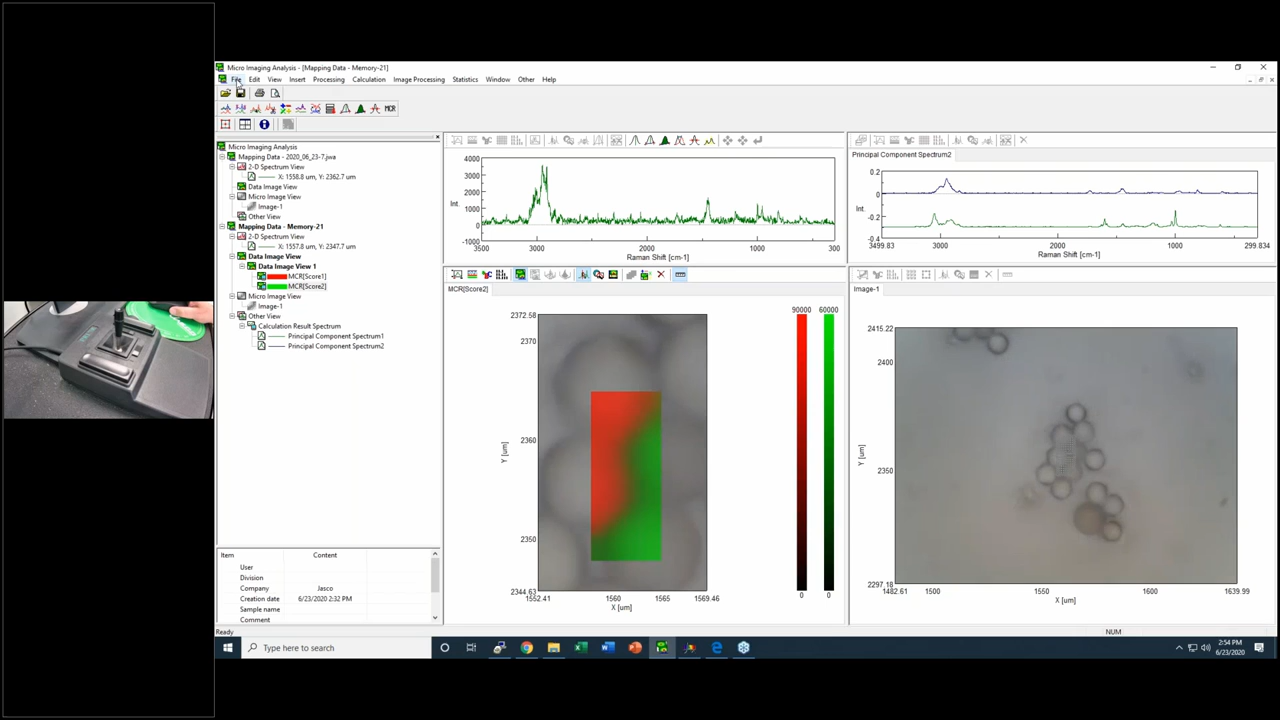 Micro Imaging Analysis - [Mapping Data - Memory-21]
File Edit View Insert Processing Calculation Image Processing Statistics Window Other Help
MCR
Micro Imaging Analysis
Mapping Data - 2020_06_23-7.jwa
2-D Spectrum View
X: 1558.8 um, Y: 2362.7 um
Data Image View
Micro Image View
Image-1
Other View
Mapping Data - Memory-21
2-D Spectrum View
X: 1557.8 um, Y: 2347.7 um
Data Image View
Data Image View 1
MCR[Score1]
MCR[Score2]
Micro Image View
Image-1
Other View
Calculation Result Spectrum
Principal Component Spectrum1
Principal Component Spectrum2
Item Content
User
Division
Company Jasco
Creation date 6/23/2020 2:32 PM
Sample name
Comment
4000
3000
2000
Int.
1000
0
-1000
3500 3000 2000 1000 300
Raman Shift [cm-1]
Principal Component Spectrum2
0.2
0
Int.
-0.2
-0.4
3499.83 3000 2000 1000 299.834
Raman Shift [cm-1]
MCR[Score2]
2372.58
2370
2360
Y [um]
2350
2344.63
1552.41 1560 1565 1569.46
X [um]
90000 60000
0 0
Image-1
2415.22
2400
Y [um]
2350
2297.18
1482.61 1500 1550 1600 1639.99
X [um]
Ready NUM
Type here to search
2:54 PM
6/23/2020